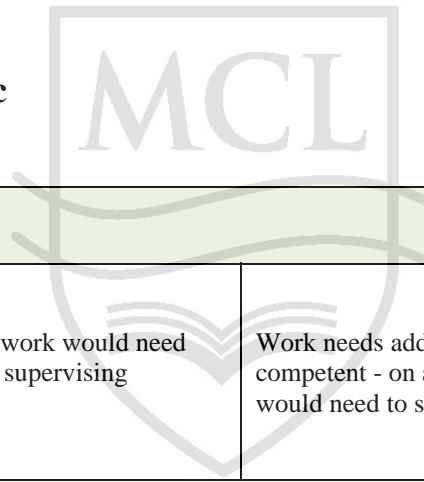 MCL
work would need
supervising
Work needs add
competent - on a
would need to s